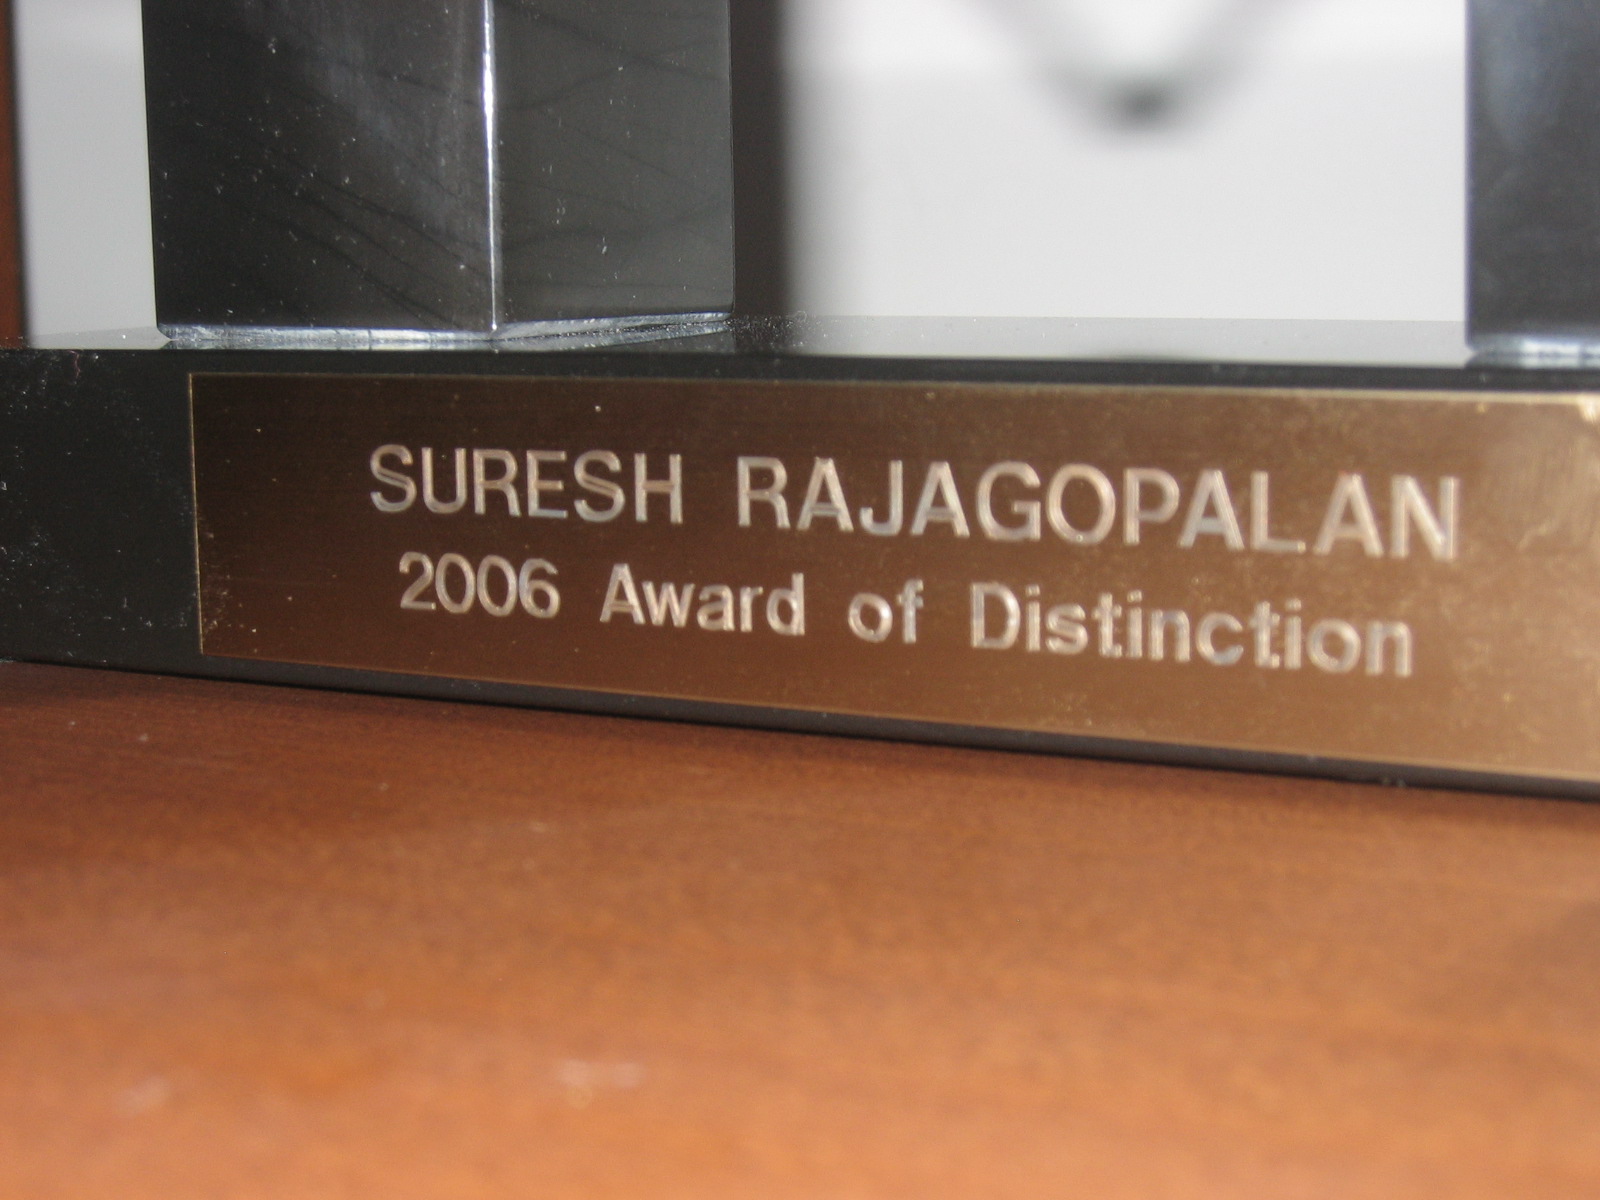 SURESH RAJAGOPALAN
2006 Award of Distinction